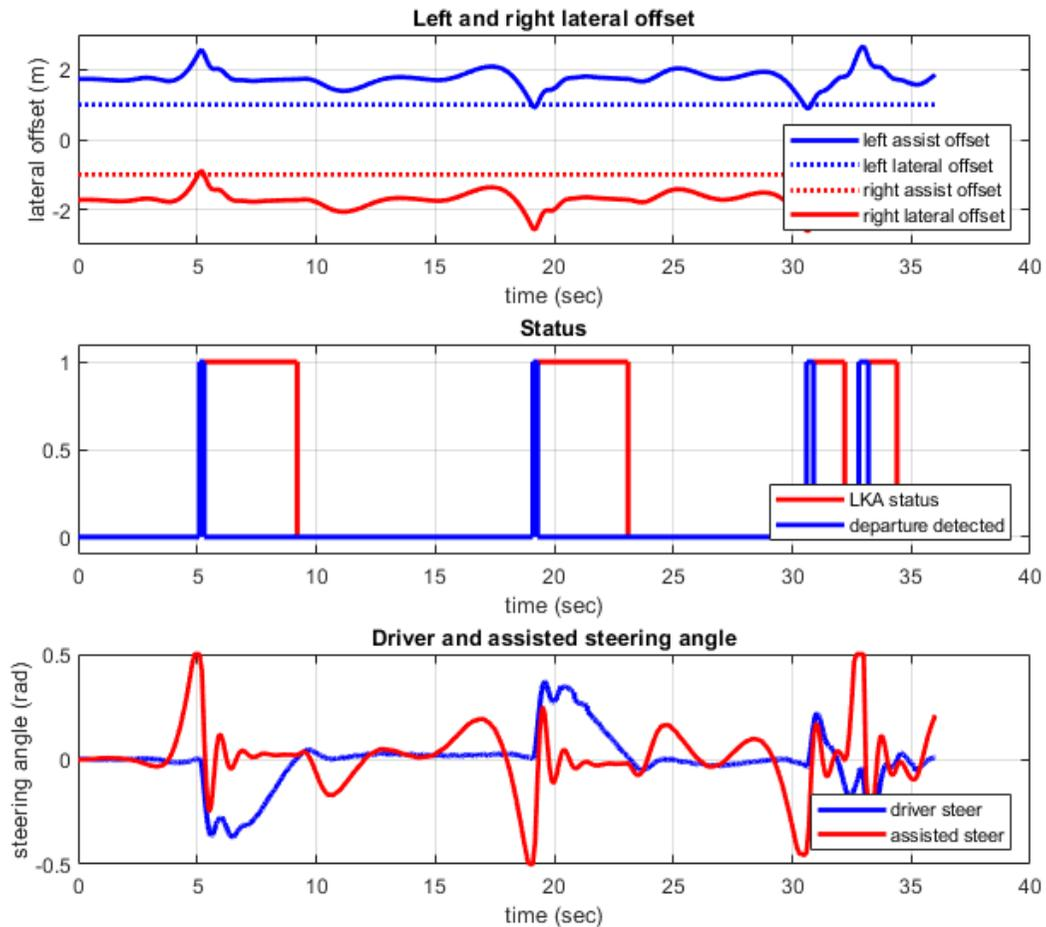 Left and right lateral offset
lateral offset (m)
2
0
-2
left assist offset
left lateral offset
right assist offset
right lateral offset
0 5 10 15 20 25 30 35 40
time (sec)
Status
1
0.5
0
LKA status
departure detected
0 5 10 15 20 25 30 35 40
time (sec)
Driver and assisted steering angle
steering angle (rad)
0.5
0
-0.5
driver steer
assisted steer
0 5 10 15 20 25 30 35 40
time (sec)